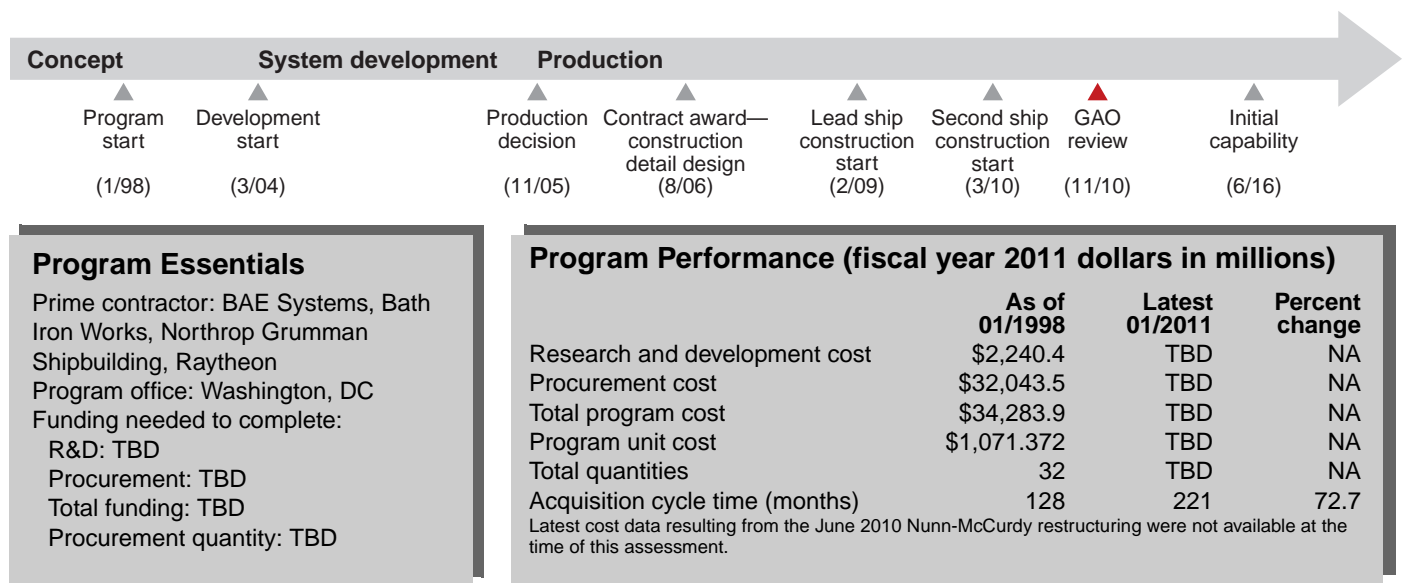 Concept System development Production
Program start (1/98)
Development start (3/04)
Production decision (11/05)
Contract award— construction detail design (8/06)
Lead ship construction start (2/09)
Second ship construction start (3/10)
GAO review (11/10)
Initial capability (6/16)
Program Essentials
Prime contractor: BAE Systems, Bath
Iron Works, Northrop Grumman
Shipbuilding, Raytheon
Program office: Washington, DC
Funding needed to complete:
R&D: TBD
Procurement: TBD
Total funding: TBD
Procurement quantity: TBD
Program Performance (fiscal year 2011 dollars in millions)
As of 01/1998 Latest 01/2011 Percent change
Research and development cost $2,240.4 TBD NA
Procurement cost $32,043.5 TBD NA
Total program cost $34,283.9 TBD NA
Program unit cost $1,071.372 TBD NA
Total quantities 32 TBD NA
Acquisition cycle time (months) 128 221 72.7
Latest cost data resulting from the June 2010 Nunn-McCurdy restructuring were not available at the
time of this assessment.